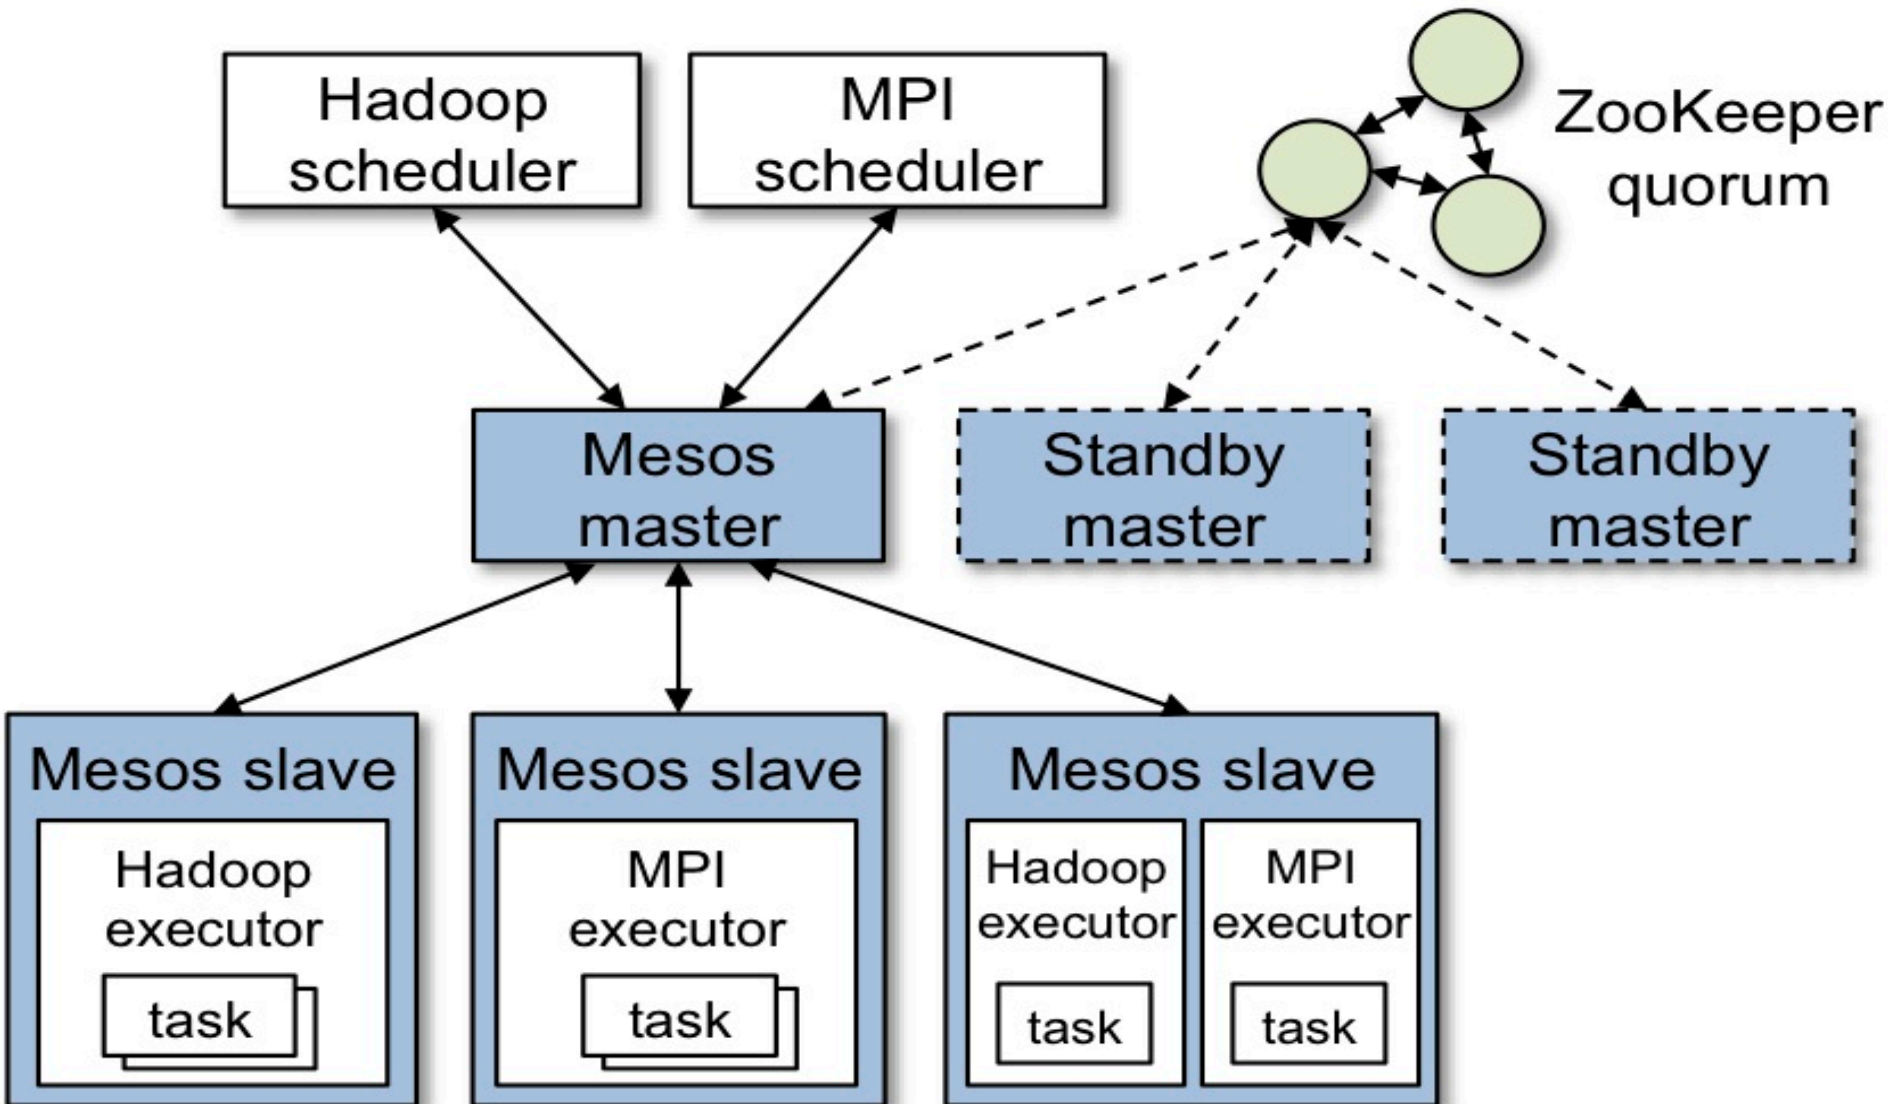 Hadoop
scheduler
MPI
scheduler
ZooKeeper
quorum
Mesos
master
Standby
master
Standby
master
Mesos slave
Hadoop
executor
task
Mesos slave
MPI
executor
task
Mesos slave
Hadoop
executor
task
MPI
executor
task